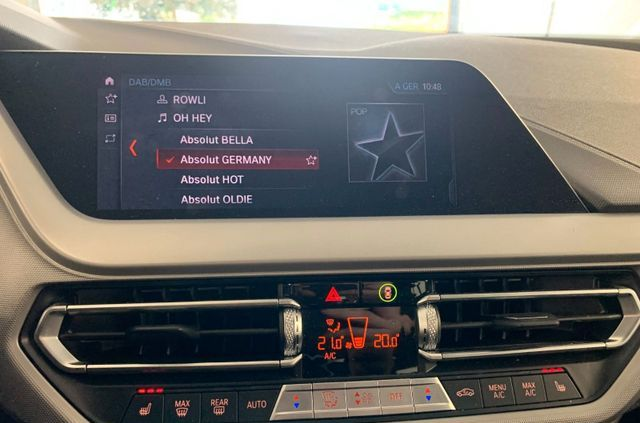 DAB/DMB A GER 10:48
ROWLI
OH HEY
POP
Absolut BELLA
Absolut GERMANY
Absolut HOT
Absolut OLDIE
21.0 20.0
A/C
MAX REAR AUTO OFF MENU A/C MAX A/C